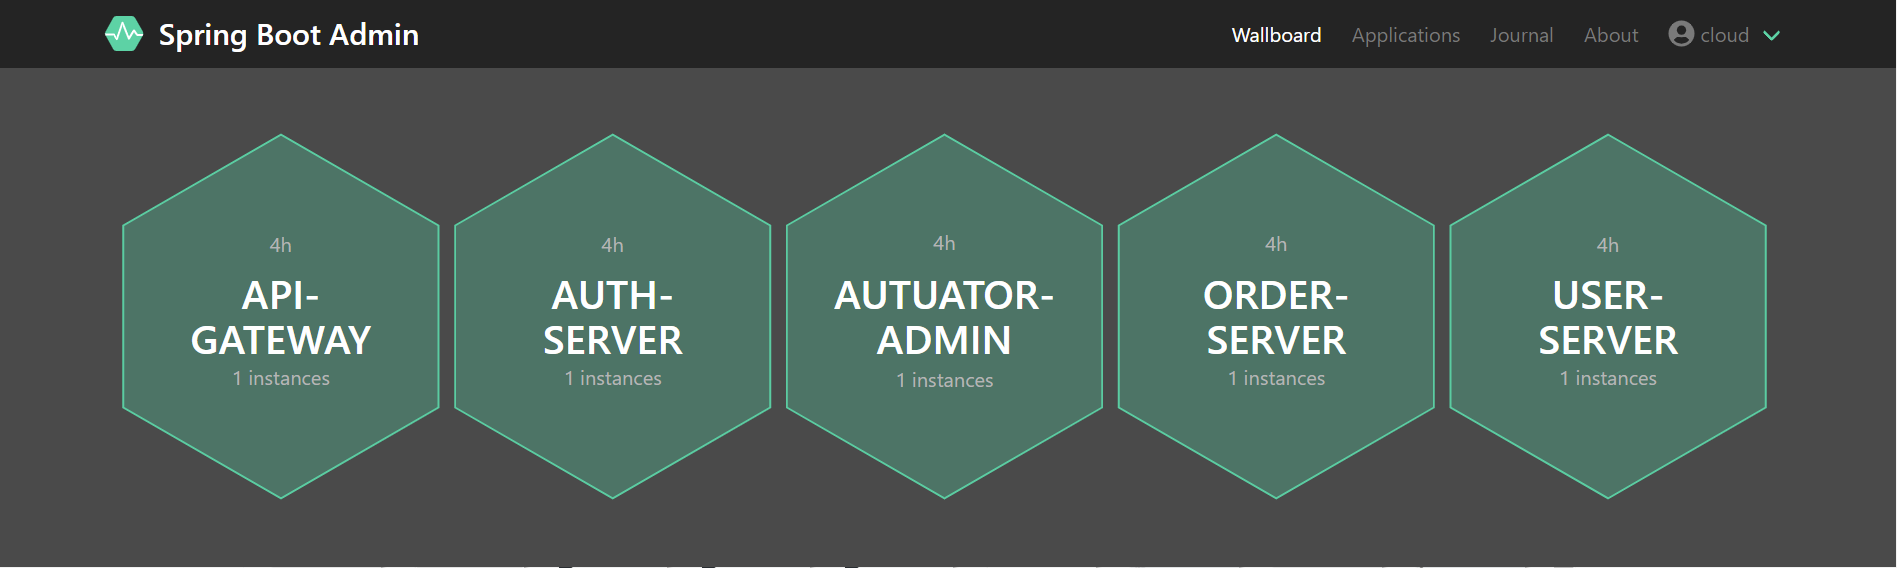 Spring Boot Admin
Wallboard Applications Journal About cloud
4h
API-
GATEWAY
1 instances
4h
AUTH-
SERVER
1 instances
4h
AUTUATOR-
ADMIN
1 instances
4h
ORDER-
SERVER
1 instances
4h
USER-
SERVER
1 instances